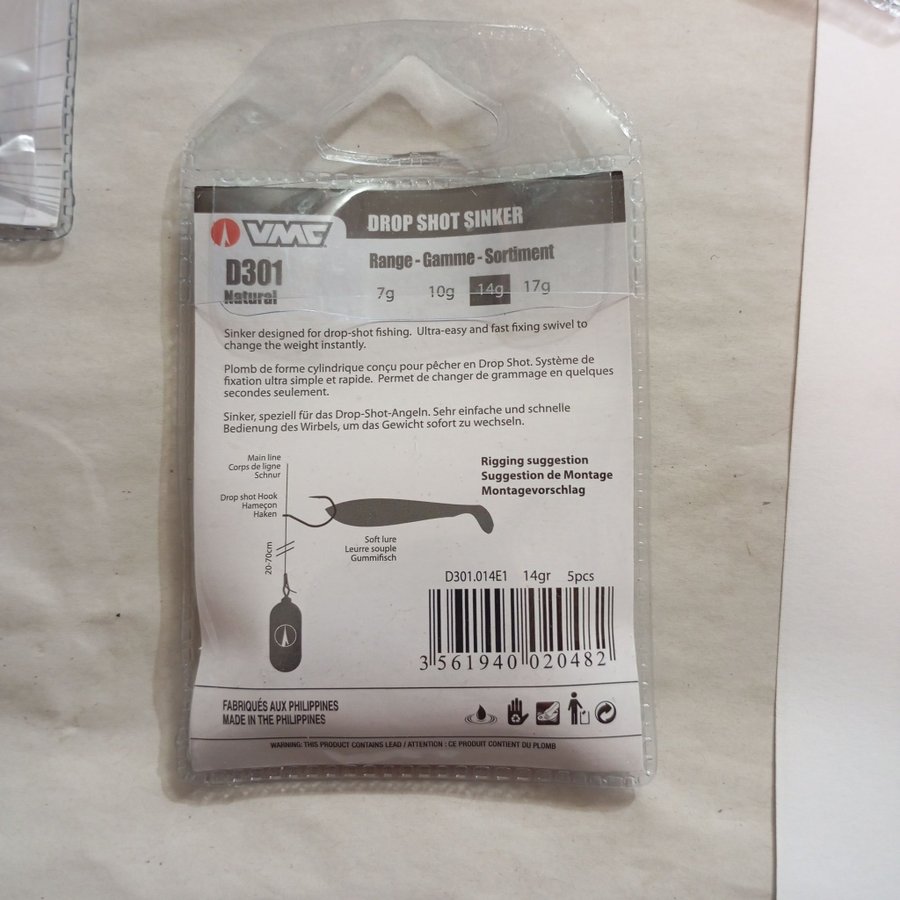 VMC
DROP SHOT SINKER
D301
Natural
Range - Gamme - Sortiment
7g 10g 14g 17g
Sinker designed for drop-shot fishing. Ultra-easy and fast fixing swivel to
change the weight instantly.
Plomb de forme cylindrique conçu pour pêcher en Drop Shot. Système de
fixation ultra simple et rapide. Permet de changer de grammage en quelques
secondes seulement.
Sinker, speziell für das Drop-Shot-Angeln. Sehr einfache und schnelle
Bedienung des Wirbels, um das Gewicht sofort zu wechseln.
Main line
Corps de ligne
Schnur
Drop shot Hook
Hameçon
Haken
20-70cm
Soft lure
Leurre souple
Gummifisch
Rigging suggestion
Suggestion de Montage
Montagevorschlag
D301.014E1 14gr 5pcs
3 561940 020482
FABRIQUÉS AUX PHILIPPINES
MADE IN THE PHILIPPINES
WARNING: THIS PRODUCT CONTAINS LEAD / ATTENTION : CE PRODUIT CONTIENT DU PLOMB